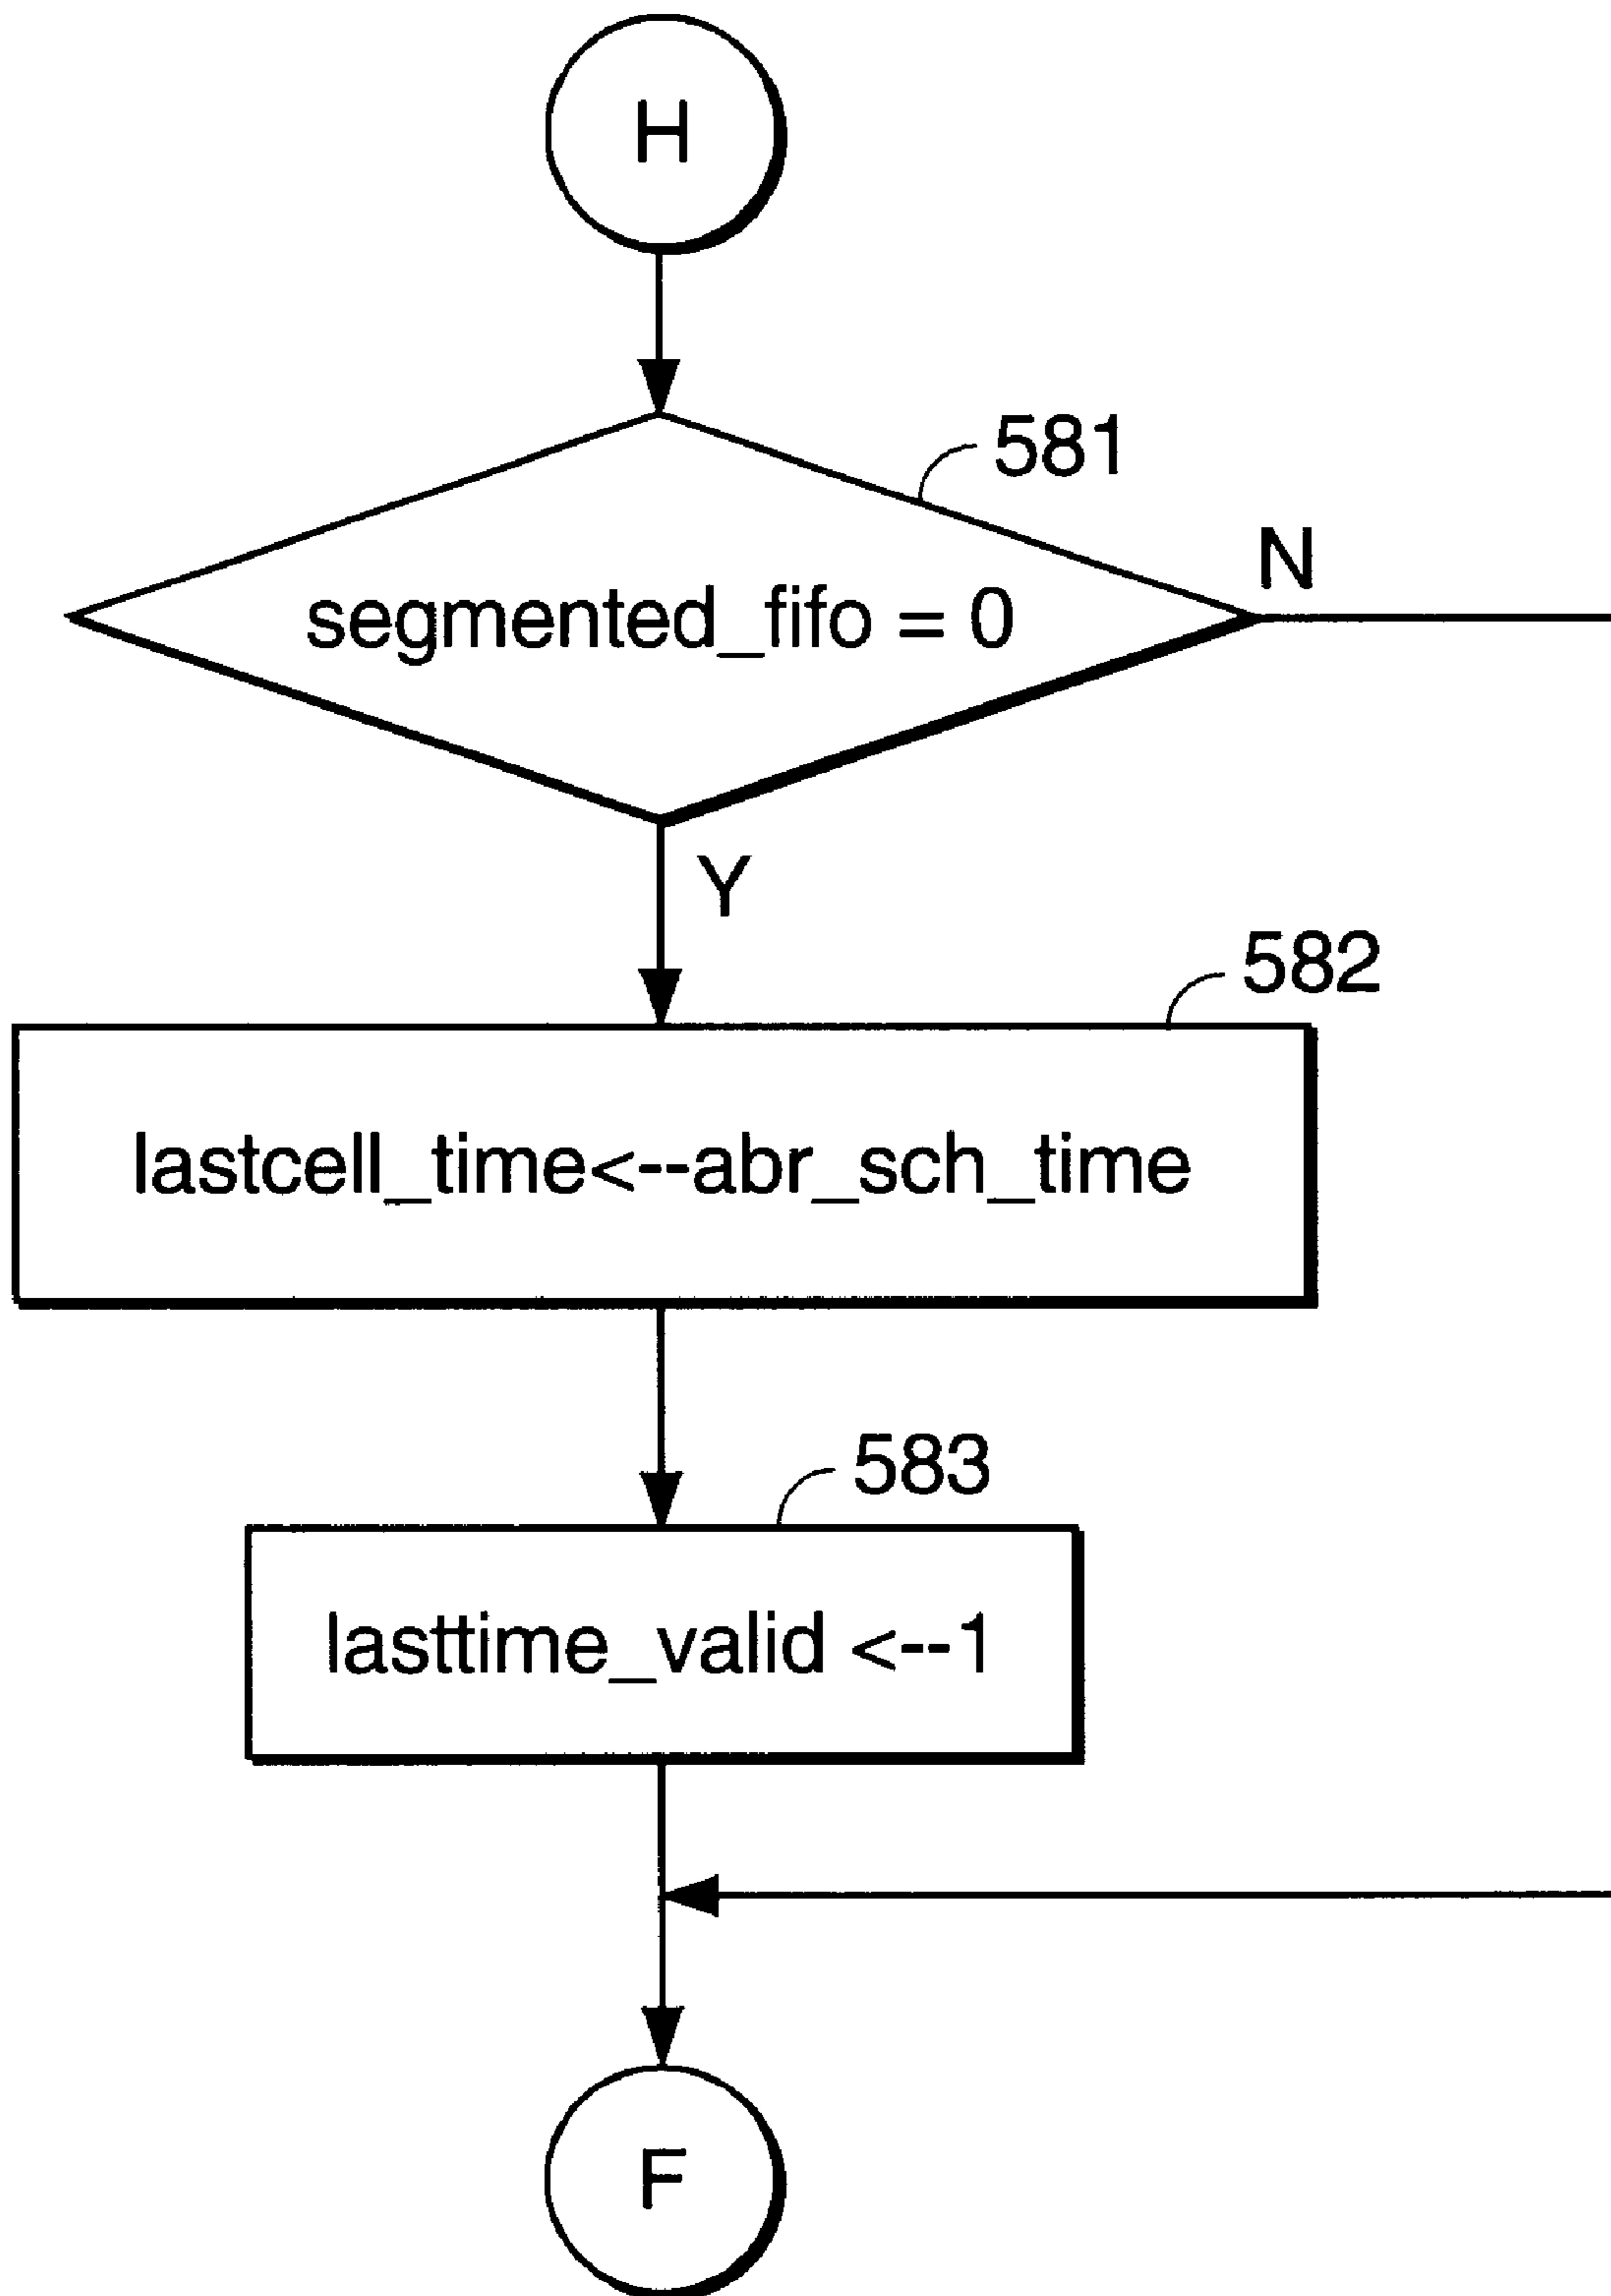 H
581
N
segmented_fifo = 0
Y
582
lastcell_time<--abr_sch_time
583
lasttime_valid <--1
F